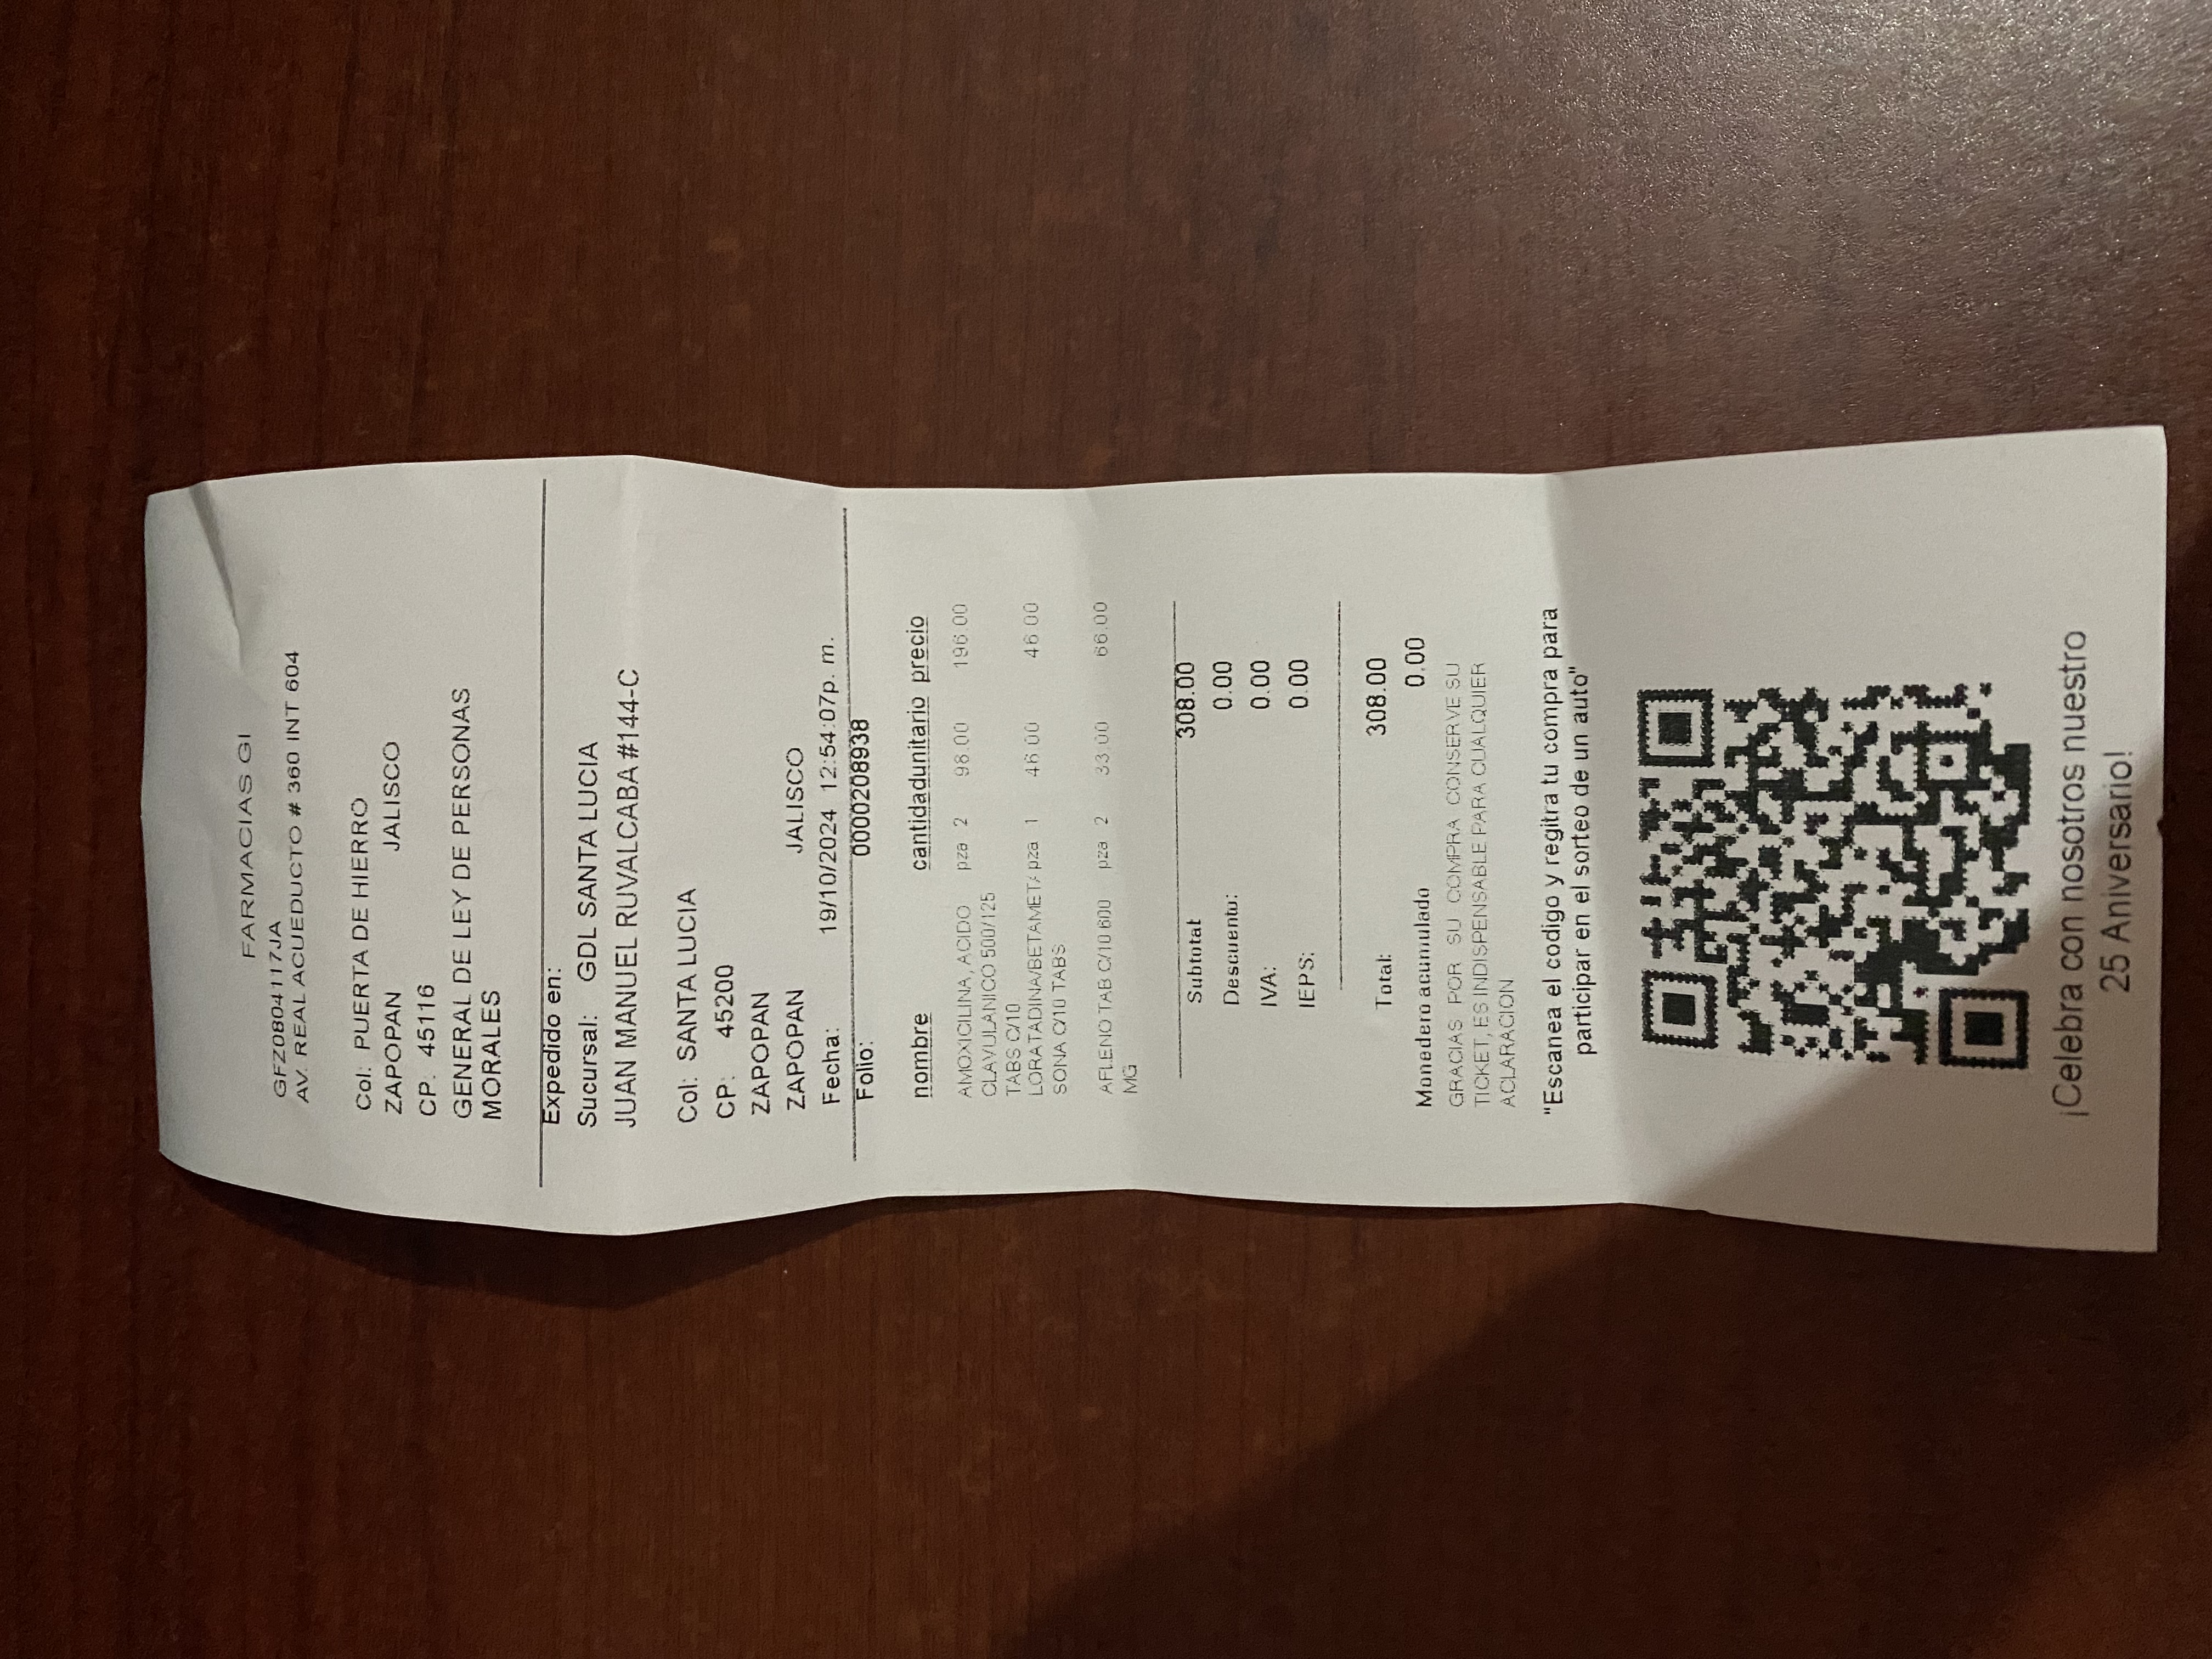 FARMACIAS GI
GFZ0804117JA
AV. REAL ACUEDUCTO # 360 INT 604
Col: PUERTA DE HIERRO
ZAPOPAN JALISCO
CP. 45116
GENERAL DE LEY DE PERSONAS
MORALES
Expedido en:
Sucursal: GDL SANTA LUCIA
JUAN MANUEL RUVALCABA #144-C
Col: SANTA LUCIA
CP: 45200
ZAPOPAN
ZAPOPAN JALISCO
Fecha: 19/10/2024 12:54:07p. m.
Folio: 0000208938
nombre cantidadunitario precio
AMOXICILINA, ACIDO pza 2 98.00 196.00
CLAVULANICO 500/125
TABS C/10
LORATADINA/BETAMETA pza 1 46.00 46.00
SONA C/10 TABS
AFLENO TAB C/10 600 pza 2 33.00 66.00
MG
Subtotal 308.00
Descuento: 0.00
IVA: 0.00
IEPS: 0.00
Total: 308.00
Monedero acumulado 0.00
GRACIAS POR SU COMPRA CONSERVE SU
TICKET, ES INDISPENSABLE PARA CUALQUIER
ACLARACION
"Escanea el codigo y regitra tu compra para
participar en el sorteo de un auto"
¡Celebra con nosotros nuestro
25 Aniversario!